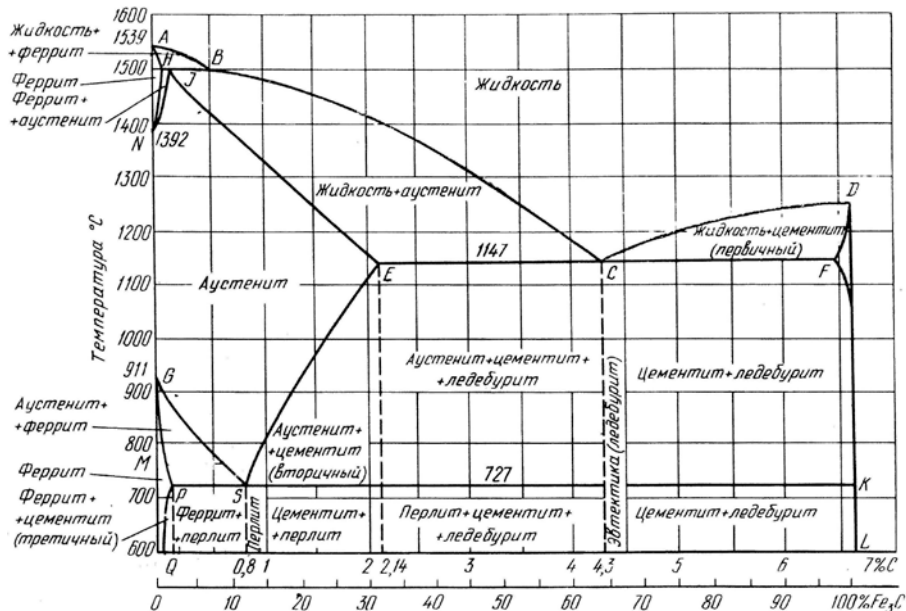 1600
1539
1500
1400
1392
1300
1200
1100
1000
911
900
800
700
600
Температура °C
Жидкость+
+феррит
Феррит
Феррит+
+аустенит
A
H
J
B
N
Жидкость
Жидкость+аустенит
D
Жидкость+цементит
(первичный)
1147
E
C
F
Аустенит
G
Аустенит+
+феррит
M
Феррит
Феррит+
+цементит
(третичный)
Аустенит+
+цементит
(вторичный)
Аустенит+цементит+
+ледебурит
Эвтектика (ледебурит)
Цементит+ледебурит
727
P
S
K
Феррит+
+перлит
Перлит
Цементит+
+перлит
Перлит+цементит+
+ледебурит
Цементит+ледебурит
L
Q 0,8 1 2 2,14 3 4 4,3 5 6 7%C
0 0 10 20 30 40 50 60 70 80 90 100%Fe₃C